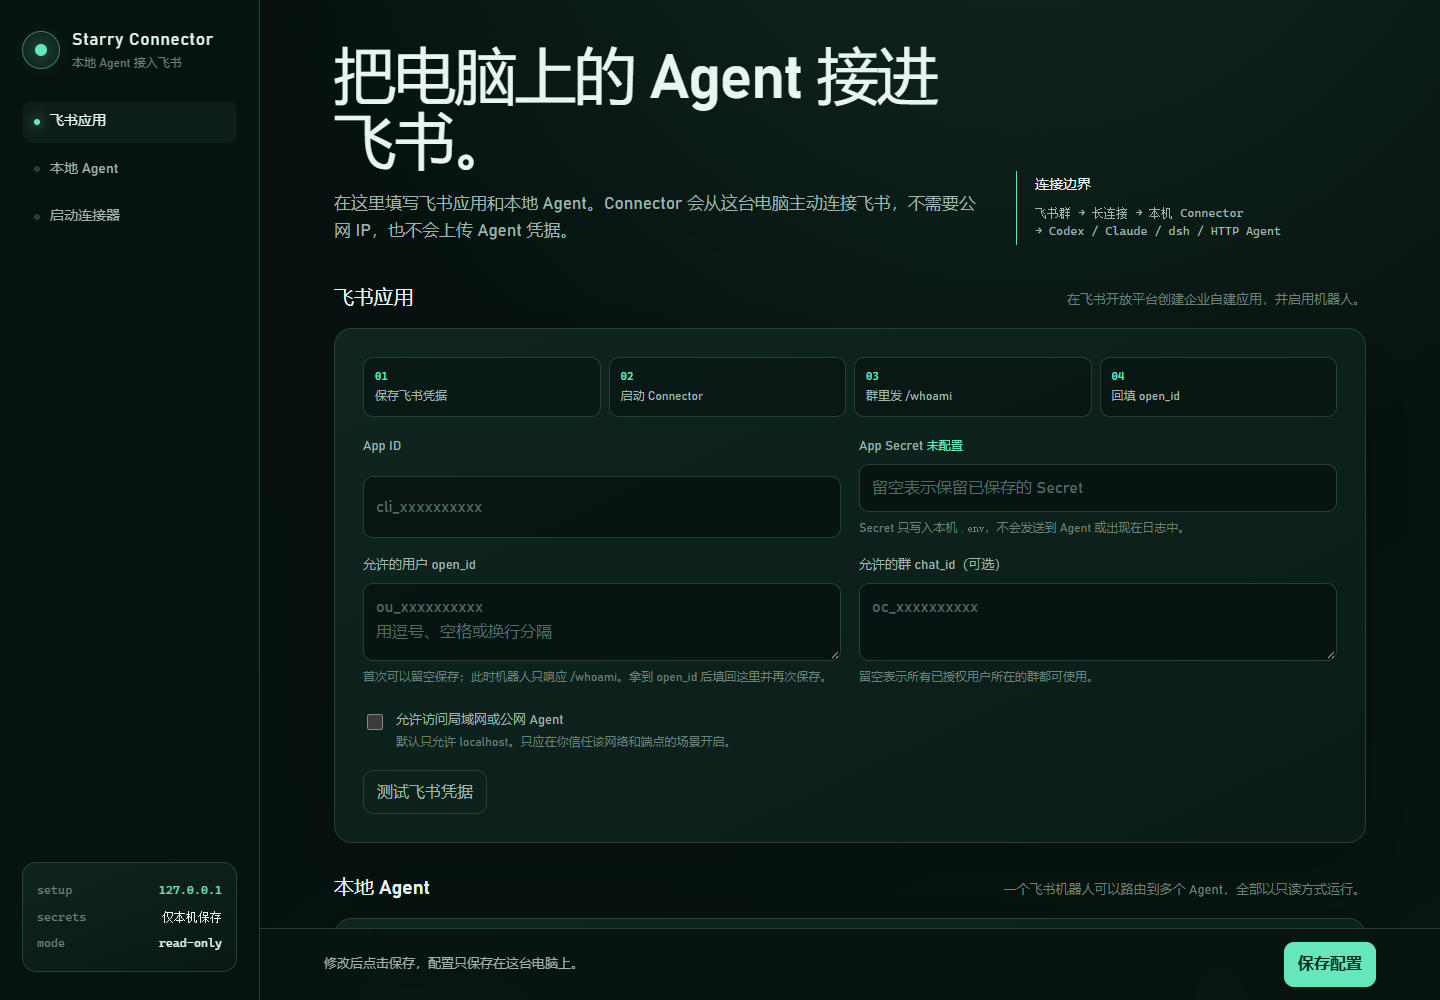 Starry Connector
本地 Agent 接入飞书
飞书应用
本地 Agent
启动连接器
setup 127.0.0.1
secrets 仅本机保存
mode read-only
把电脑上的 Agent 接进
飞书。
在这里填写飞书应用和本地 Agent。Connector 会从这台电脑主动连接飞书，不需要公
网 IP，也不会上传 Agent 凭据。
连接边界
飞书群 → 长连接 → 本机 Connector
→ Codex / Claude / dsh / HTTP Agent
飞书应用
在飞书开放平台创建企业自建应用，并启用机器人。
01
保存飞书凭据
02
启动 Connector
03
群里发 /whoami
04
回填 open_id
App ID
cli_xxxxxxxxxx
App Secret 未配置
留空表示保留已保存的 Secret
Secret 只写入本机 .env，不会发送到 Agent 或出现在日志中。
允许的用户 open_id
ou_xxxxxxxxxx
用逗号、空格或换行分隔
首次可以留空保存；此时机器人只响应 /whoami。拿到 open_id 后填回这里并再次保存。
允许的群 chat_id（可选）
oc_xxxxxxxxxx
留空表示所有已授权用户所在的群都可使用。
允许访问局域网或公网 Agent
默认只允许 localhost。只应在你信任该网络和端点的场景开启。
测试飞书凭据
本地 Agent
一个飞书机器人可以路由到多个 Agent，全部以只读方式运行。
修改后点击保存，配置只保存在这台电脑上。
保存配置